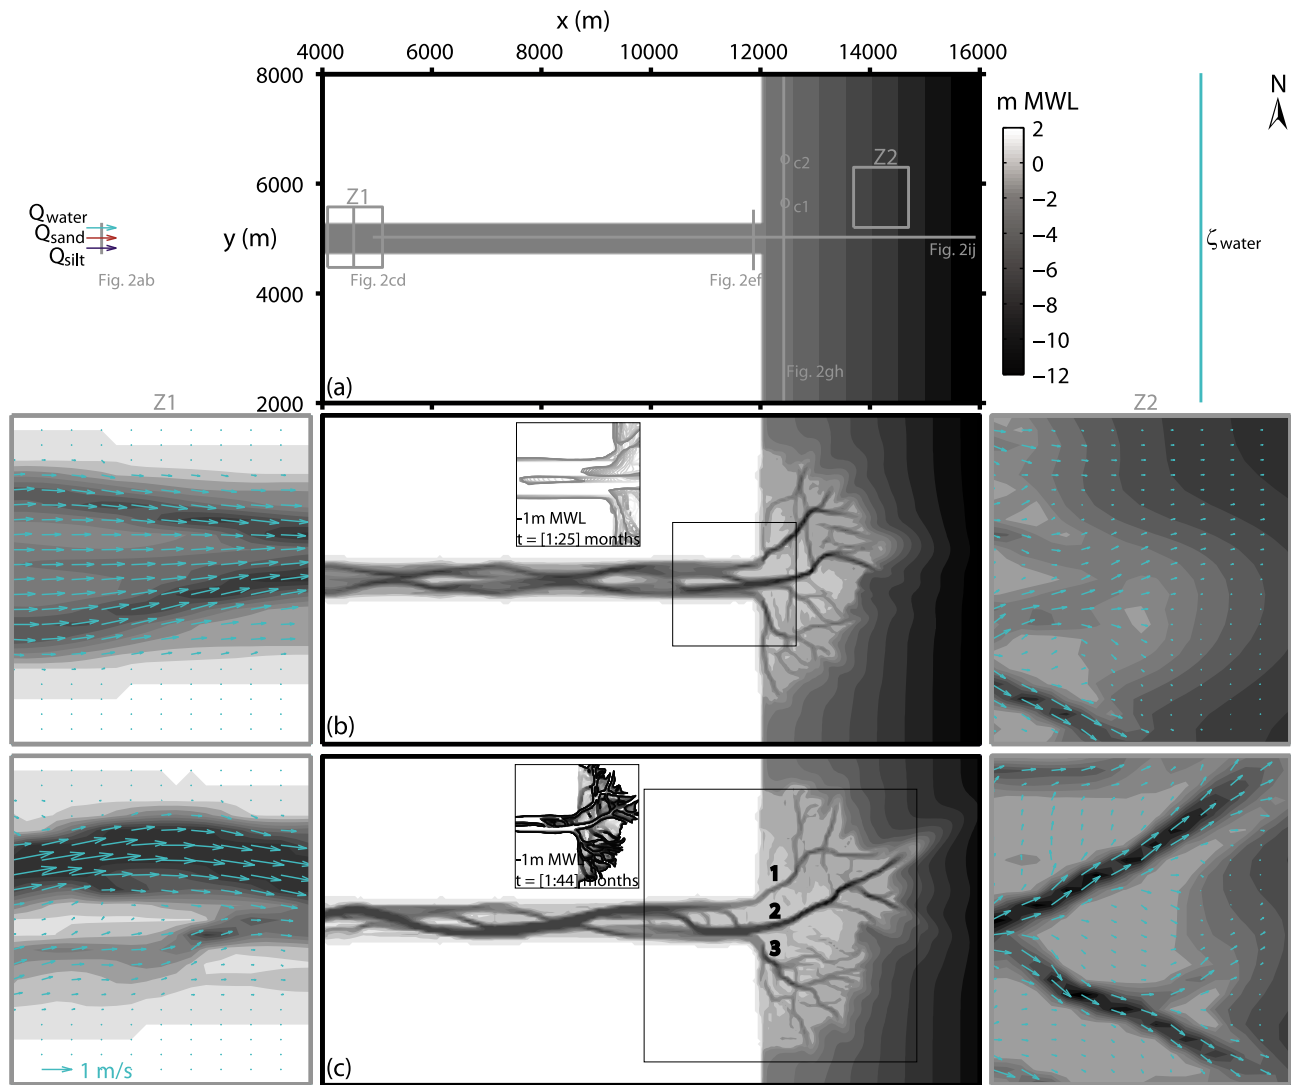 x (m)
4000 6000 8000 10000 12000 14000 16000
8000
6000
4000
2000
y (m)
Qwater
Qsand
Qsilt
Fig. 2ab
Z1
Fig. 2cd
Fig. 2ef
c2
c1
Z2
Fig. 2ij
Fig. 2gh
(a)
m MWL
2
0
−2
−4
−6
−8
−10
−12
N
ζwater
Z1
Z2
-1m MWL
t = [1:25] months
(b)
-1m MWL
t = [1:44] months
1
2
3
(c)
1 m/s